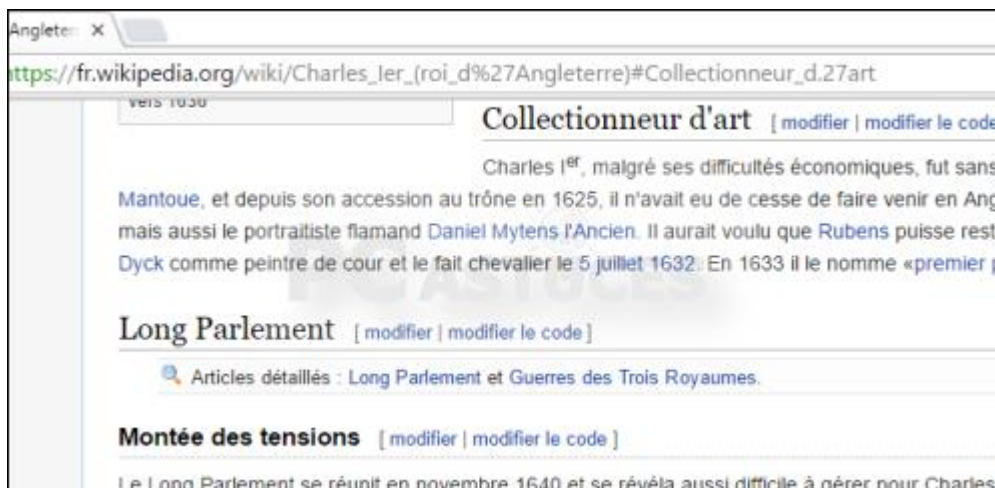 Angleter
ttps://fr.wikipedia.org/wiki/Charles_Ier_(roi_d%27Angleterre)#Collectionneur_d.27art
vers 1636
Collectionneur d'art [ modifier | modifier le code
Charles Ier, malgré ses difficultés économiques, fut sans
Mantoue, et depuis son accession au trône en 1625, il n'avait eu de cesse de faire venir en Ang
mais aussi le portraitiste flamand Daniel Mytens l'Ancien. Il aurait voulu que Rubens puisse rest
Dyck comme peintre de cour et le fait chevalier le 5 juillet 1632. En 1633 il le nomme «premier p
PC ASTUCES
Long Parlement [ modifier | modifier le code ]
Articles détaillés : Long Parlement et Guerres des Trois Royaumes.
Montée des tensions [ modifier | modifier le code ]
Le Long Parlement se réunit en novembre 1640 et se révéla aussi difficile à gérer pour Charles